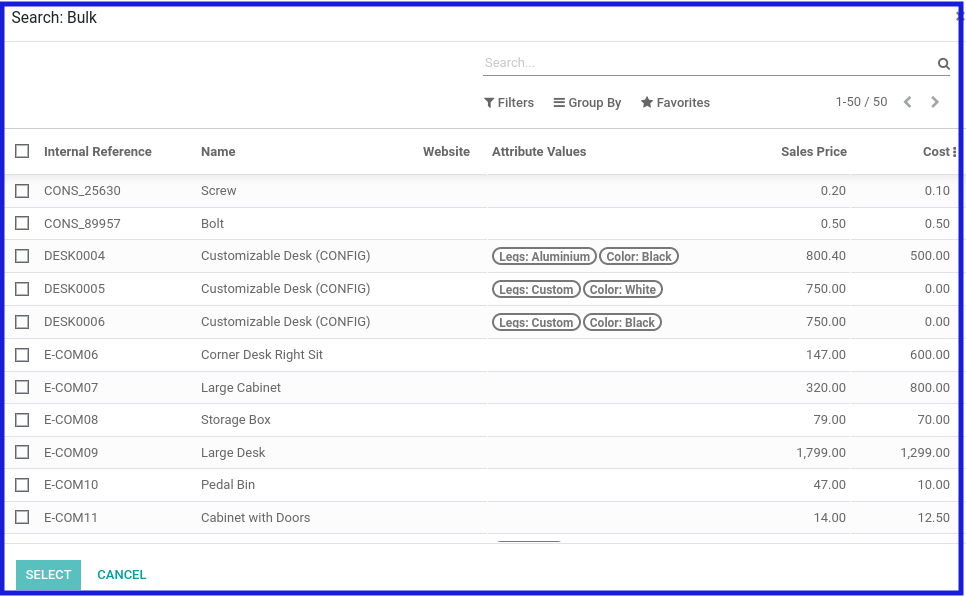 Search: Bulk
Search...
Filters Group By Favorites 1-50 / 50
Internal Reference Name Website Attribute Values Sales Price Cost
CONS_25630 Screw 0.20 0.10
CONS_89957 Bolt 0.50 0.50
DESK0004 Customizable Desk (CONFIG) Legs: Aluminium Color: Black 800.40 500.00
DESK0005 Customizable Desk (CONFIG) Legs: Custom Color: White 750.00 0.00
DESK0006 Customizable Desk (CONFIG) Legs: Custom Color: Black 750.00 0.00
E-COM06 Corner Desk Right Sit 147.00 600.00
E-COM07 Large Cabinet 320.00 800.00
E-COM08 Storage Box 79.00 70.00
E-COM09 Large Desk 1,799.00 1,299.00
E-COM10 Pedal Bin 47.00 10.00
E-COM11 Cabinet with Doors 14.00 12.50
SELECT CANCEL